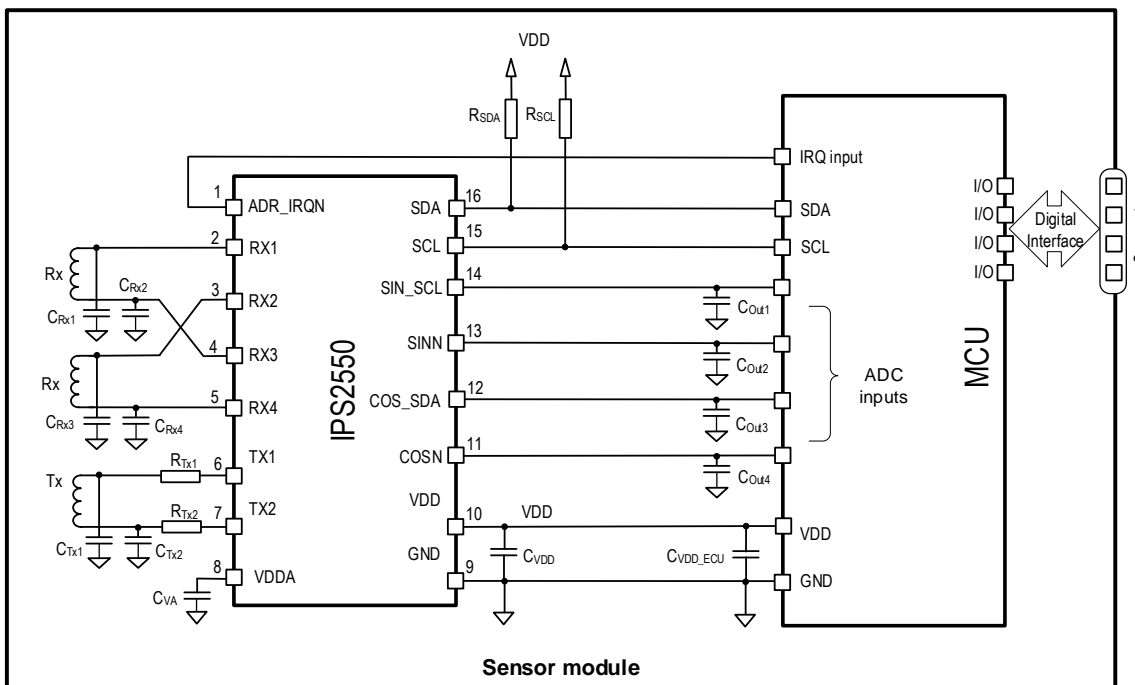 VDD
RSDA
RSCL
IRQ input
1
ADR_IRQN
SDA
16
SDA
I/O
I/O
I/O
I/O
Digital
Interface
2
RX1
SCL
15
SCL
Rx
CRx1
CRx2
3
RX2
SIN_SCL
14
COut1
4
RX3
SINN
13
COut2
Rx
CRx3
CRx4
5
RX4
COS_SDA
12
COut3
ADC
inputs
IPS2550
MCU
TX1
6
RTx1
COSN
11
COut4
Tx
TX2
7
RTx2
CTx1
CTx2
VDD
10
VDD
VDD
CVDD
CVDD_ECU
GND
9
GND
8
VDDA
CVA
Sensor module